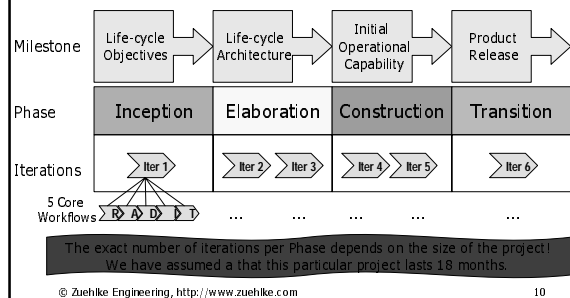 Milestone
Life-cycle
Objectives
Life-cycle
Architecture
Initial
Operational
Capability
Product
Release
Phase
Inception
Elaboration
Construction
Transition
Iterations
Iter 1
Iter 2
Iter 3
Iter 4
Iter 5
Iter 6
5 Core
Workflows
R A D I T
...
...
...
...
...
The exact number of iterations per Phase depends on the size of the project!
We have assumed a that this particular project lasts 18 months.
© Zuehlke Engineering, http://www.zuehlke.com
10